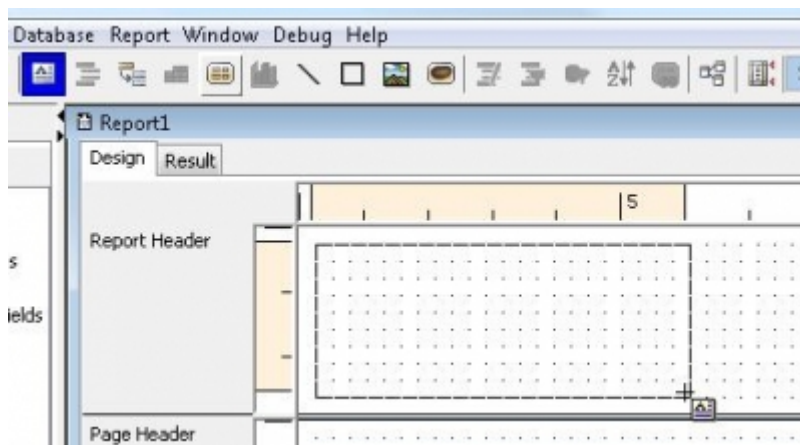 Database Report Window Debug Help
Report1
Design Result
5
Report Header
s
ields
Page Header